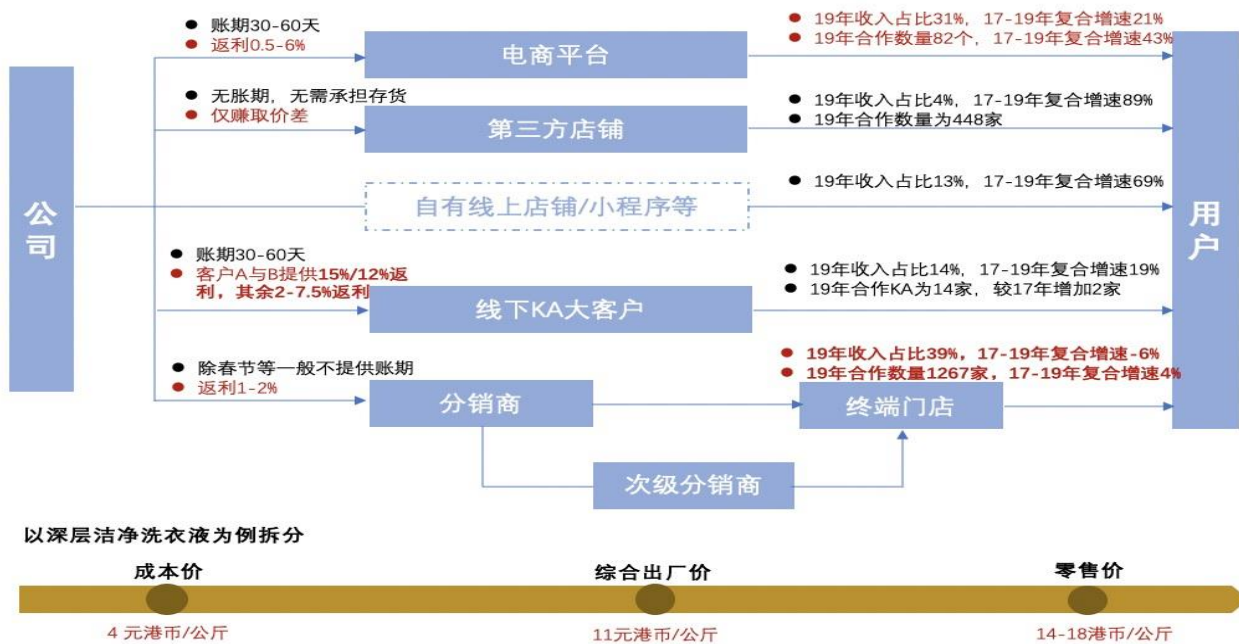 公司
账期30-60天
返利0.5-6%
电商平台
19年收入占比31%，17-19年复合增速21%
19年合作数量82个，17-19年复合增速43%
无胀期，无需承担存货
仅赚取价差
第三方店铺
19年收入占比4%，17-19年复合增速89%
19年合作数量为448家
自有线上店铺/小程序等
19年收入占比13%，17-19年复合增速69%
账期30-60天
客户A与B提供15%/12%返
利，其余2-7.5%返利
线下KA大客户
19年收入占比14%，17-19年复合增速19%
19年合作KA为14家，较17年增加2家
除春节等一般不提供账期
返利1-2%
分销商
19年收入占比39%，17-19年复合增速-6%
19年合作数量1267家，17-19年复合增速4%
终端门店
次级分销商
用户
以深层洁净洗衣液为例拆分
成本价
综合出厂价
零售价
4 元港币/公斤
11元港币/公斤
14-18港币/公斤